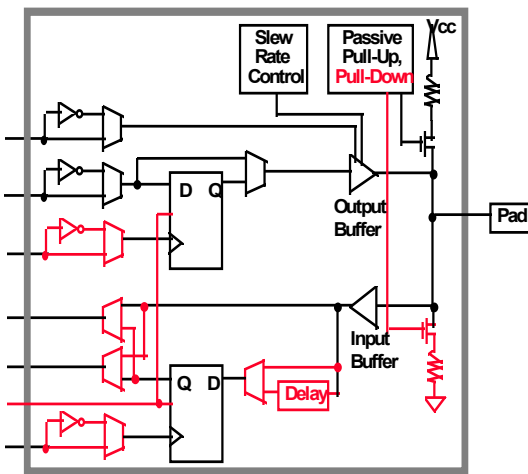 Vcc
Slew
Rate
Control
Passive
Pull-Up,
Pull-Down
D Q
Output
Buffer
Pad
Input
Buffer
Q D
Delay